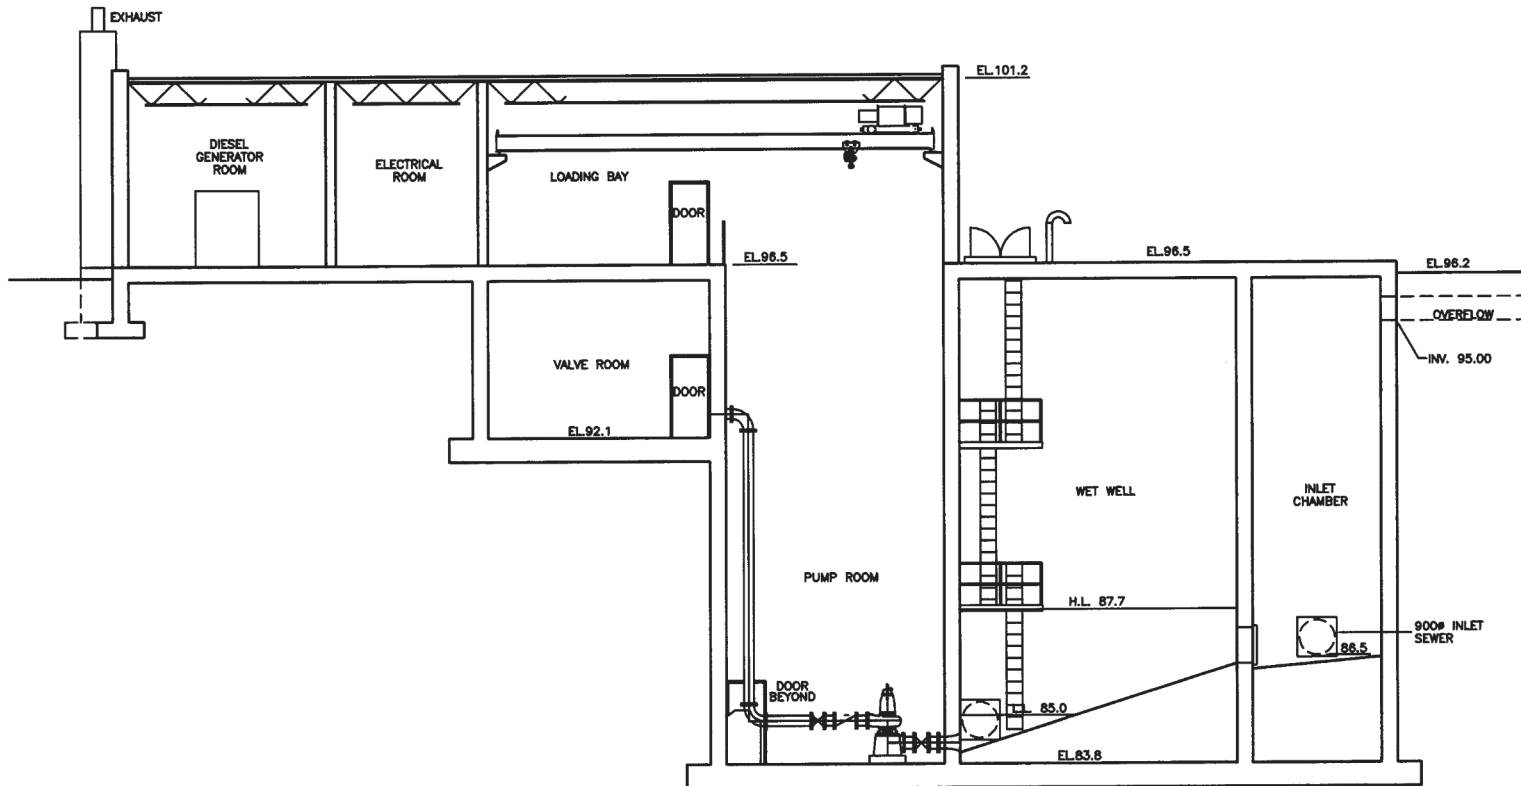 EXHAUST
EL.101.2
DIESEL
GENERATOR
ROOM
ELECTRICAL
ROOM
LOADING BAY
DOOR
EL.96.5
EL.96.5
EL.96.2
OVERFLOW
INV. 95.00
VALVE ROOM
DOOR
EL.92.1
WET WELL
INLET
CHAMBER
PUMP ROOM
H.L. 87.7
900ø INLET
SEWER
86.5
DOOR
BEYOND
85.0
EL.83.8